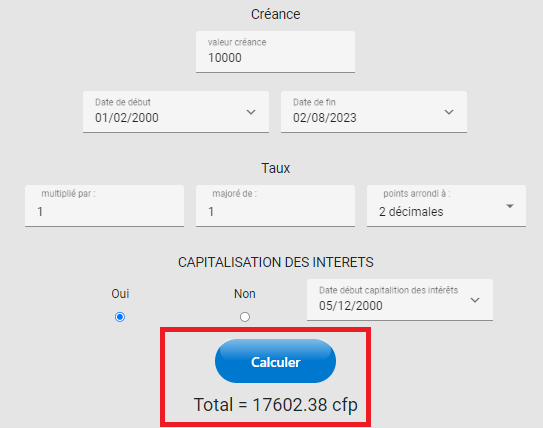 Créance
valeur créance
10000
Date de début
01/02/2000
Date de fin
02/08/2023
Taux
multiplié par :
1
majoré de :
1
points arrondi à :
2 décimales
CAPITALISATION DES INTERETS
Oui
Non
Date début capitalition des intérêts
05/12/2000
Calculer
Total = 17602.38 cfp